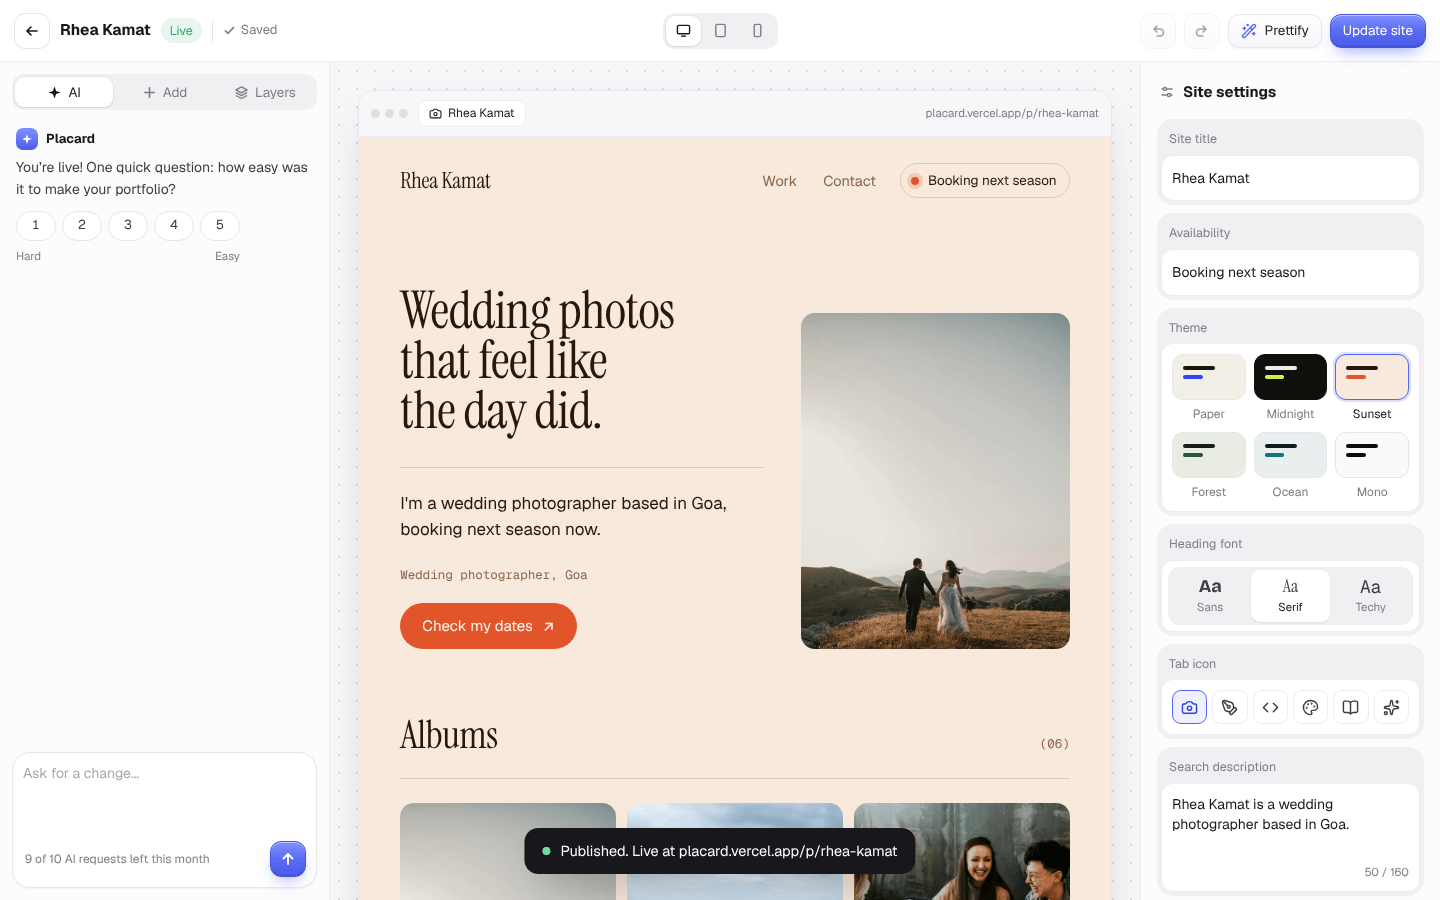 Rhea Kamat
Live
Saved
Prettify
Update site
AI
Add
Layers
Placard
You're live! One quick question: how easy was
it to make your portfolio?
1
2
3
4
5
Hard
Easy
Ask for a change...
9 of 10 AI requests left this month
Rhea Kamat
placard.vercel.app/p/rhea-kamat
Rhea Kamat
Work
Contact
Booking next season
Wedding photos
that feel like
the day did.
I'm a wedding photographer based in Goa,
booking next season now.
Wedding photographer, Goa
Check my dates
Albums
(06)
Published. Live at placard.vercel.app/p/rhea-kamat
Site settings
Site title
Rhea Kamat
Availability
Booking next season
Theme
Paper
Midnight
Sunset
Forest
Ocean
Mono
Heading font
Aa
Sans
Aa
Serif
Aa
Techy
Tab icon
Search description
Rhea Kamat is a wedding
photographer based in Goa.
50 / 160